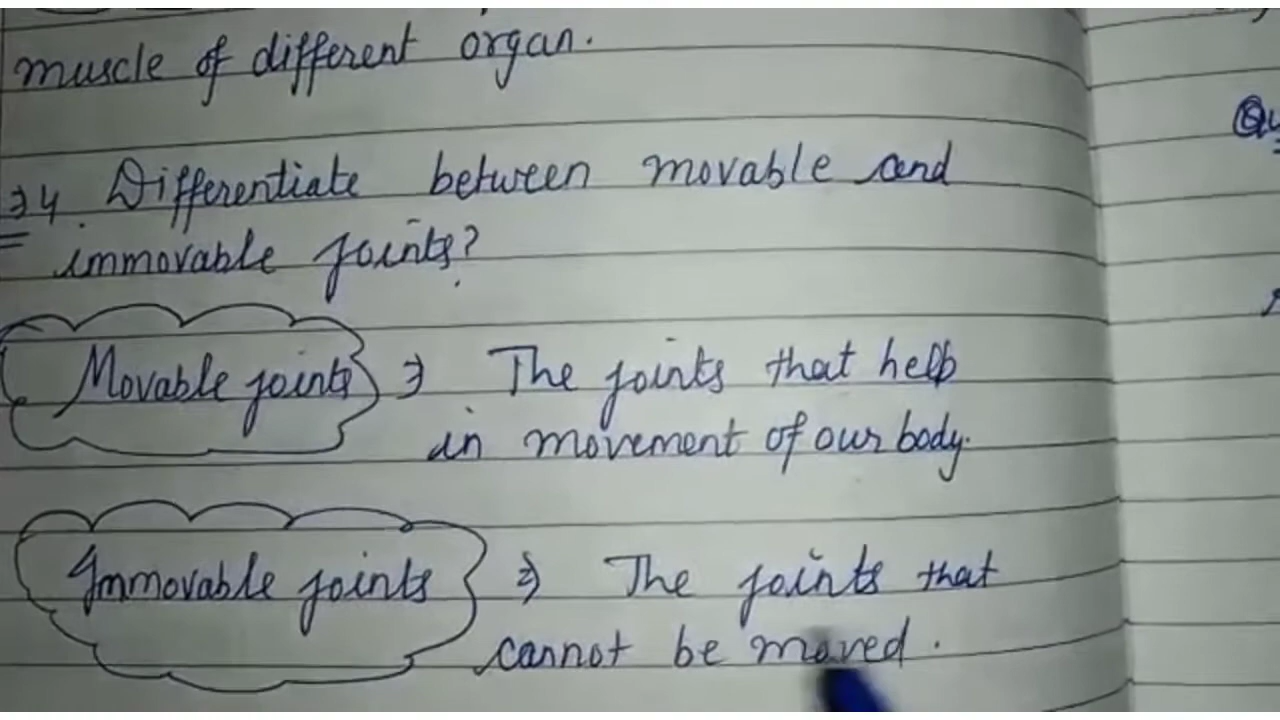 muscle of different organ.
⇒ 4. Differentiate between movable and
immovable joints?
Movable joints ⇒ The joints that help
in movement of our body.
Immovable joints ⇒ The joints that
cannot be moved.